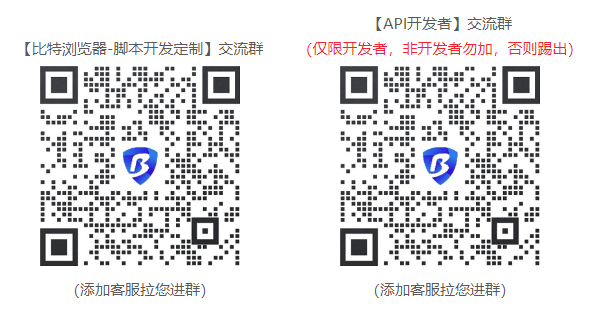 【比特浏览器-脚本开发定制】交流群
(添加客服拉您进群)
【API开发者】交流群
(仅限开发者，非开发者勿加，否则踢出)
(添加客服拉您进群)